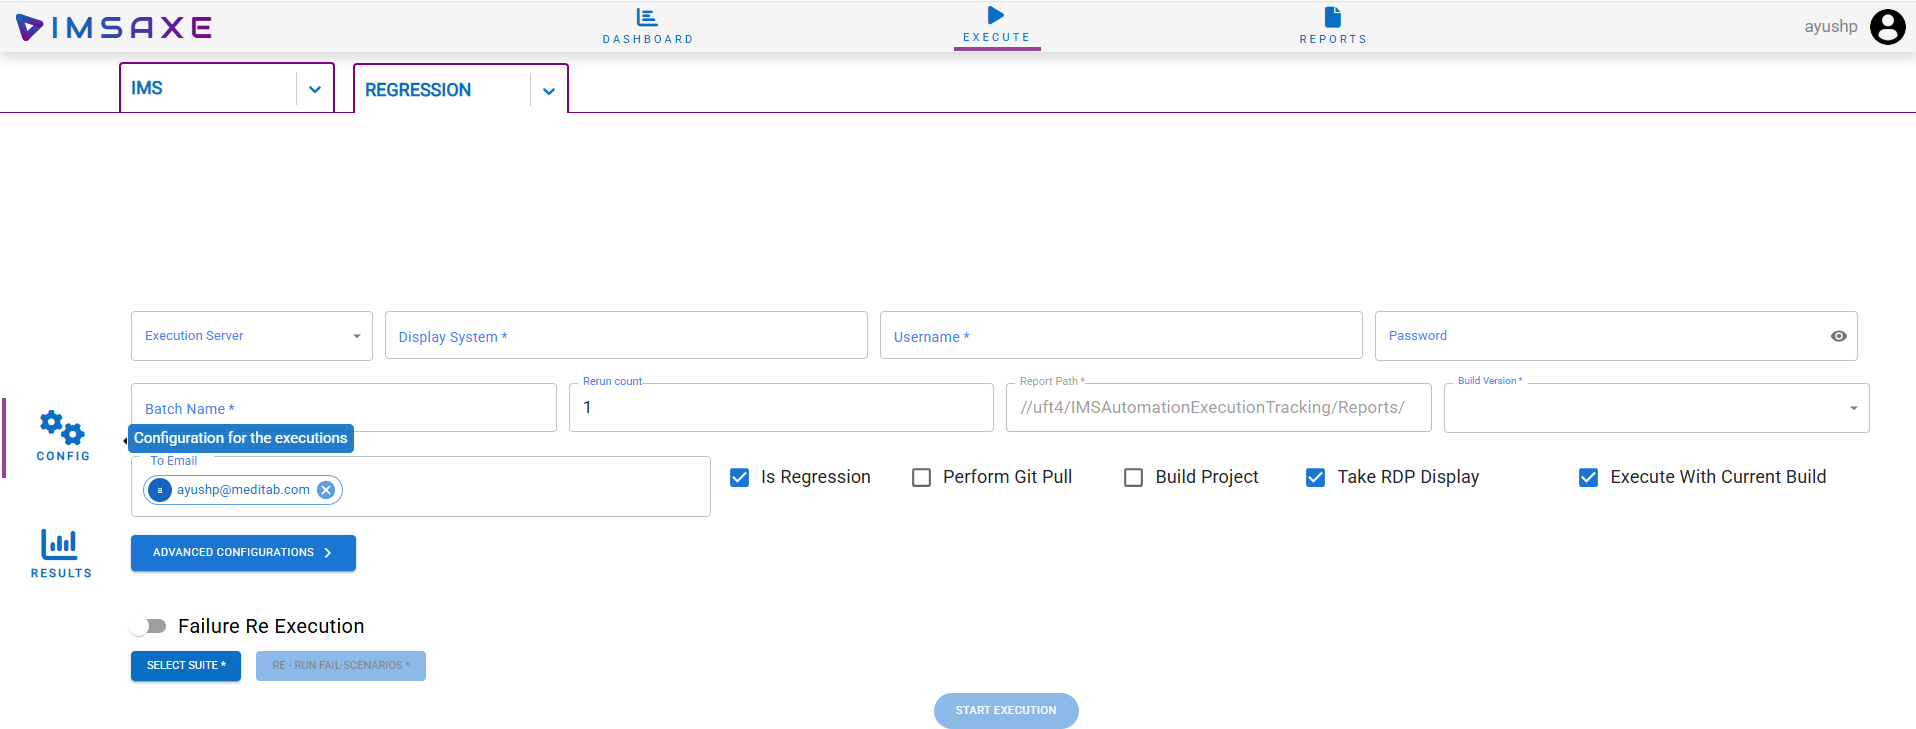 IMSAXE
DASHBOARD
EXECUTE
REPORTS
ayushp
IMS
REGRESSION
Execution Server
Display System *
Username *
Password
Batch Name *
Rerun count
1
Report Path *
//uft4/IMSAutomationExecutionTracking/Reports/
Build Version *
CONFIG
Configuration for the executions
To Email
a
ayushp@meditab.com
Is Regression
Perform Git Pull
Build Project
Take RDP Display
Execute With Current Build
RESULTS
ADVANCED CONFIGURATIONS
Failure Re Execution
SELECT SUITE *
RE - RUN FAIL SCENARIOS *
START EXECUTION